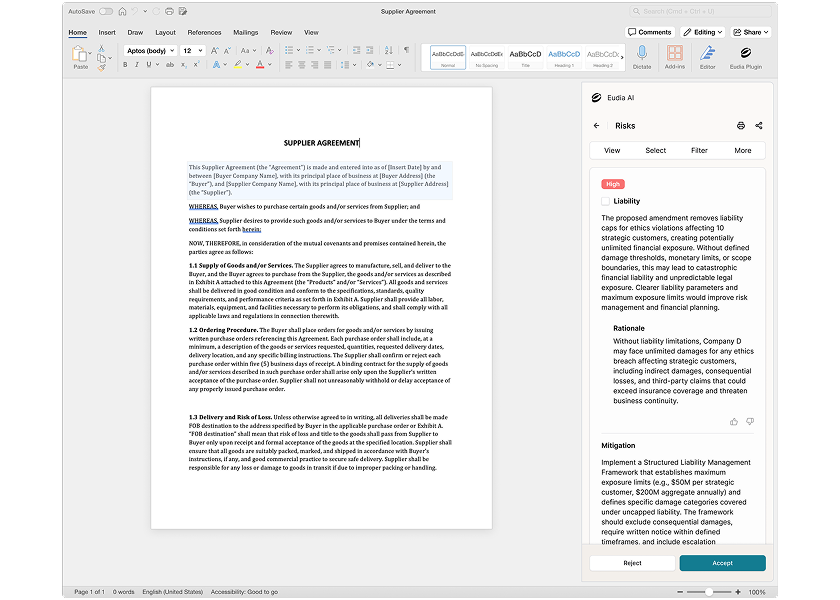 AutoSave
Supplier Agreement
Search (Cmd + Ctrl + U)
Home Insert Draw Layout References Mailings Review View
Comments Editing Share
Paste
Aptos (body) 12
AaBbCcDdE AaBbCcDdEe AaBbCcD AaBbCcD AaBbCcDc
Normal No Spacing Title Heading 1 Heading 2
Dictate Add-ins Editor Eudia Plugin
SUPPLIER AGREEMENT
This Supplier Agreement (the "Agreement") is made and entered into as of [Insert Date] by and
between [Buyer Company Name], with its principal place of business at [Buyer Address] (the
"Buyer"), and [Supplier Company Name], with its principal place of business at [Supplier Address]
(the "Supplier").
WHEREAS, Buyer wishes to purchase certain goods and/or services from Supplier; and
WHEREAS, Supplier desires to provide such goods and/or services to Buyer under the terms and
conditions set forth herein;
NOW, THEREFORE, in consideration of the mutual covenants and promises contained herein, the
parties agree as follows:
1.1 Supply of Goods and/or Services. The Supplier agrees to manufacture, sell, and deliver to the
Buyer, and the Buyer agrees to purchase from the Supplier, the goods and/or services as described
in Exhibit A attached to this Agreement (the "Products" and/or "Services"). All goods and services
shall be delivered in good condition and conform to the specifications, standards, quality
requirements, and performance criteria as set forth in Exhibit A. Supplier shall provide all labor,
materials, equipment, and facilities necessary to perform its obligations, and shall comply with all
applicable laws and regulations in connection therewith.
1.2 Ordering Procedure. The Buyer shall place orders for goods and/or services by issuing
written purchase orders referencing this Agreement. Each purchase order shall include, at a
minimum, a description of the goods or services requested, quantities, requested delivery dates,
delivery location, and any specific billing instructions. The Supplier shall confirm or reject each
purchase order within five (5) business days of receipt. A binding contract for the supply of goods
and/or services described in such purchase order shall arise only upon the Supplier's written
acceptance of the purchase order. Supplier shall not unreasonably withhold or delay acceptance of
any properly issued purchase order.
1.3 Delivery and Risk of Loss. Unless otherwise agreed to in writing, all deliveries shall be made
FOB destination to the address specified by Buyer in the applicable purchase order or Exhibit A.
"FOB destination" shall mean that risk of loss and title to the goods shall pass from Supplier to
Buyer only upon receipt and formal acceptance of the goods at the specified location. Supplier shall
ensure that all goods are suitably packed, marked, and shipped in accordance with Buyer's
instructions, if any, and good commercial practice to secure safe delivery. Supplier shall be
responsible for any loss or damage to goods in transit if due to improper packing or handling.
Eudia AI
Risks
View Select Filter More
High
Liability
The proposed amendment removes liability
caps for ethics violations affecting 10
strategic customers, creating potentially
unlimited financial exposure. Without defined
damage thresholds, monetary limits, or scope
boundaries, this may lead to catastrophic
financial liability and unpredictable legal
exposure. Clearer liability parameters and
maximum exposure limits would improve risk
management and financial planning.
Rationale
Without liability limitations, Company D
may face unlimited damages for any ethics
breach affecting strategic customers,
including indirect damages, consequential
losses, and third-party claims that could
exceed insurance coverage and threaten
business continuity.
Mitigation
Implement a Structured Liability Management
Framework that establishes maximum
exposure limits (e.g., $50M per strategic
customer, $200M aggregate annually) and
defines specific damage categories covered
under uncapped liability. The framework
should exclude consequential damages,
require written notice within defined
timeframes, and include escalation
Reject Accept
Page 1 of 1 0 words English (United States) Accessibility: Good to go
100%